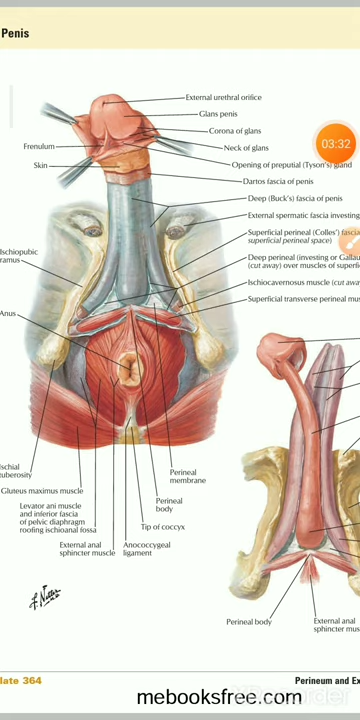 Penis
External urethral orifice
Glans penis
03:32
Corona of glans
Frenulum
Neck of glans
Skin
Opening of preputial (Tyson's) gland
Dartos fascia of penis
Deep (Buck's) fascia of penis
External spermatic fascia investing
Superficial perineal (Colles') fascia
superficial perineal space)
Ischiopubic
ramus
Deep perineal (investing or Gallau
(cut away) over muscles of superfi
Ischiocavernosus muscle (cut away
Superficial transverse perineal mus
Anus
Ischial
tuberosity
Perineal
membrane
Gluteus maximus muscle
Perineal
body
Levator ani muscle
and inferior fascia
of pelvic diaphragm
roofing ischioanal fossa
Tip of coccyx
External anal
sphincter muscle
Anococcygeal
ligament
F. Netter
Perineal body
External anal
sphincter mus
late 364
Perineum and Ex
mebooksfree.com